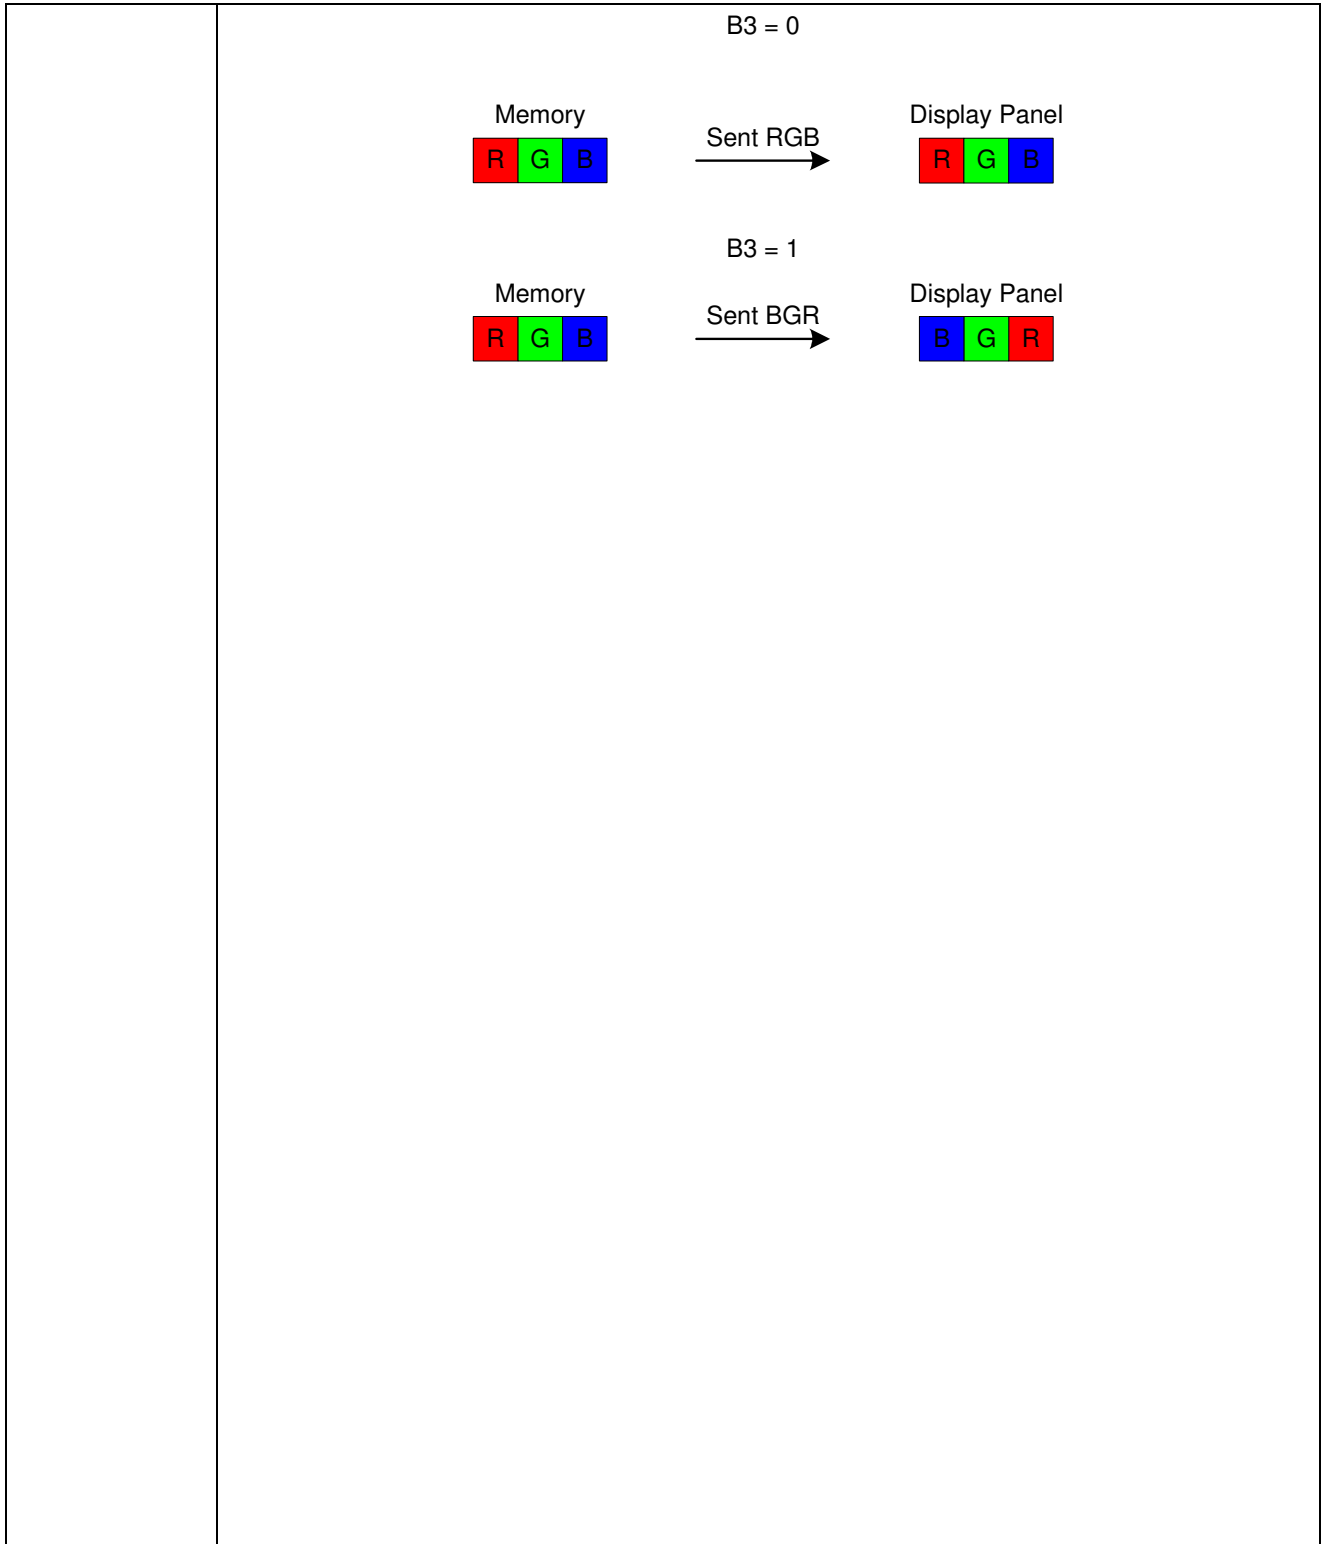 B3 = 0
Memory
Sent RGB
Display Panel
R G B
R G B
B3 = 1
Memory
Sent BGR
Display Panel
R G B
B G R